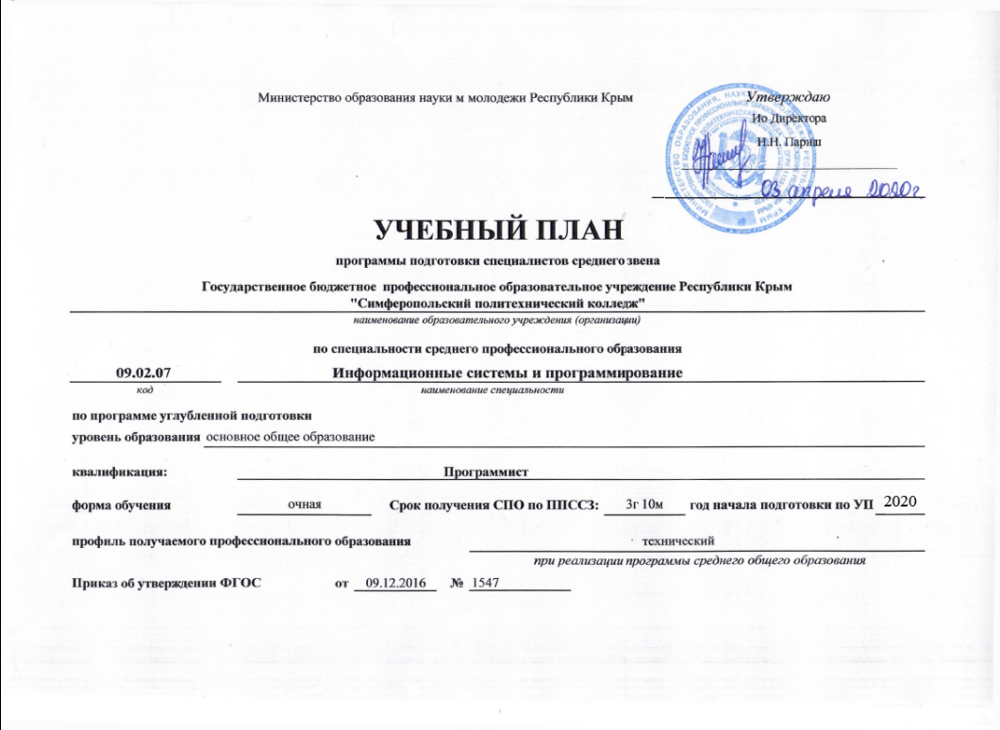 Министерство образования науки м молодежи Республики Крым
Утверждаю
Ио Директора
Н.Н. Париш
03 апреля 2020г
УЧЕБНЫЙ ПЛАН
программы подготовки специалистов среднего звена
Государственное бюджетное профессиональное образовательное учреждение Республики Крым
"Симферопольский политехнический колледж"
наименование образовательного учреждения (организации)
по специальности среднего профессионального образования
09.02.07 Информационные системы и программирование
код наименование специальности
по программе углубленной подготовки
уровень образования основное общее образование
квалификация: Программист
форма обучения очная Срок получения СПО по ППССЗ: 3г 10м год начала подготовки по УП 2020
профиль получаемого профессионального образования технический
при реализации программы среднего общего образования
Приказ об утверждении ФГОС от 09.12.2016 № 1547